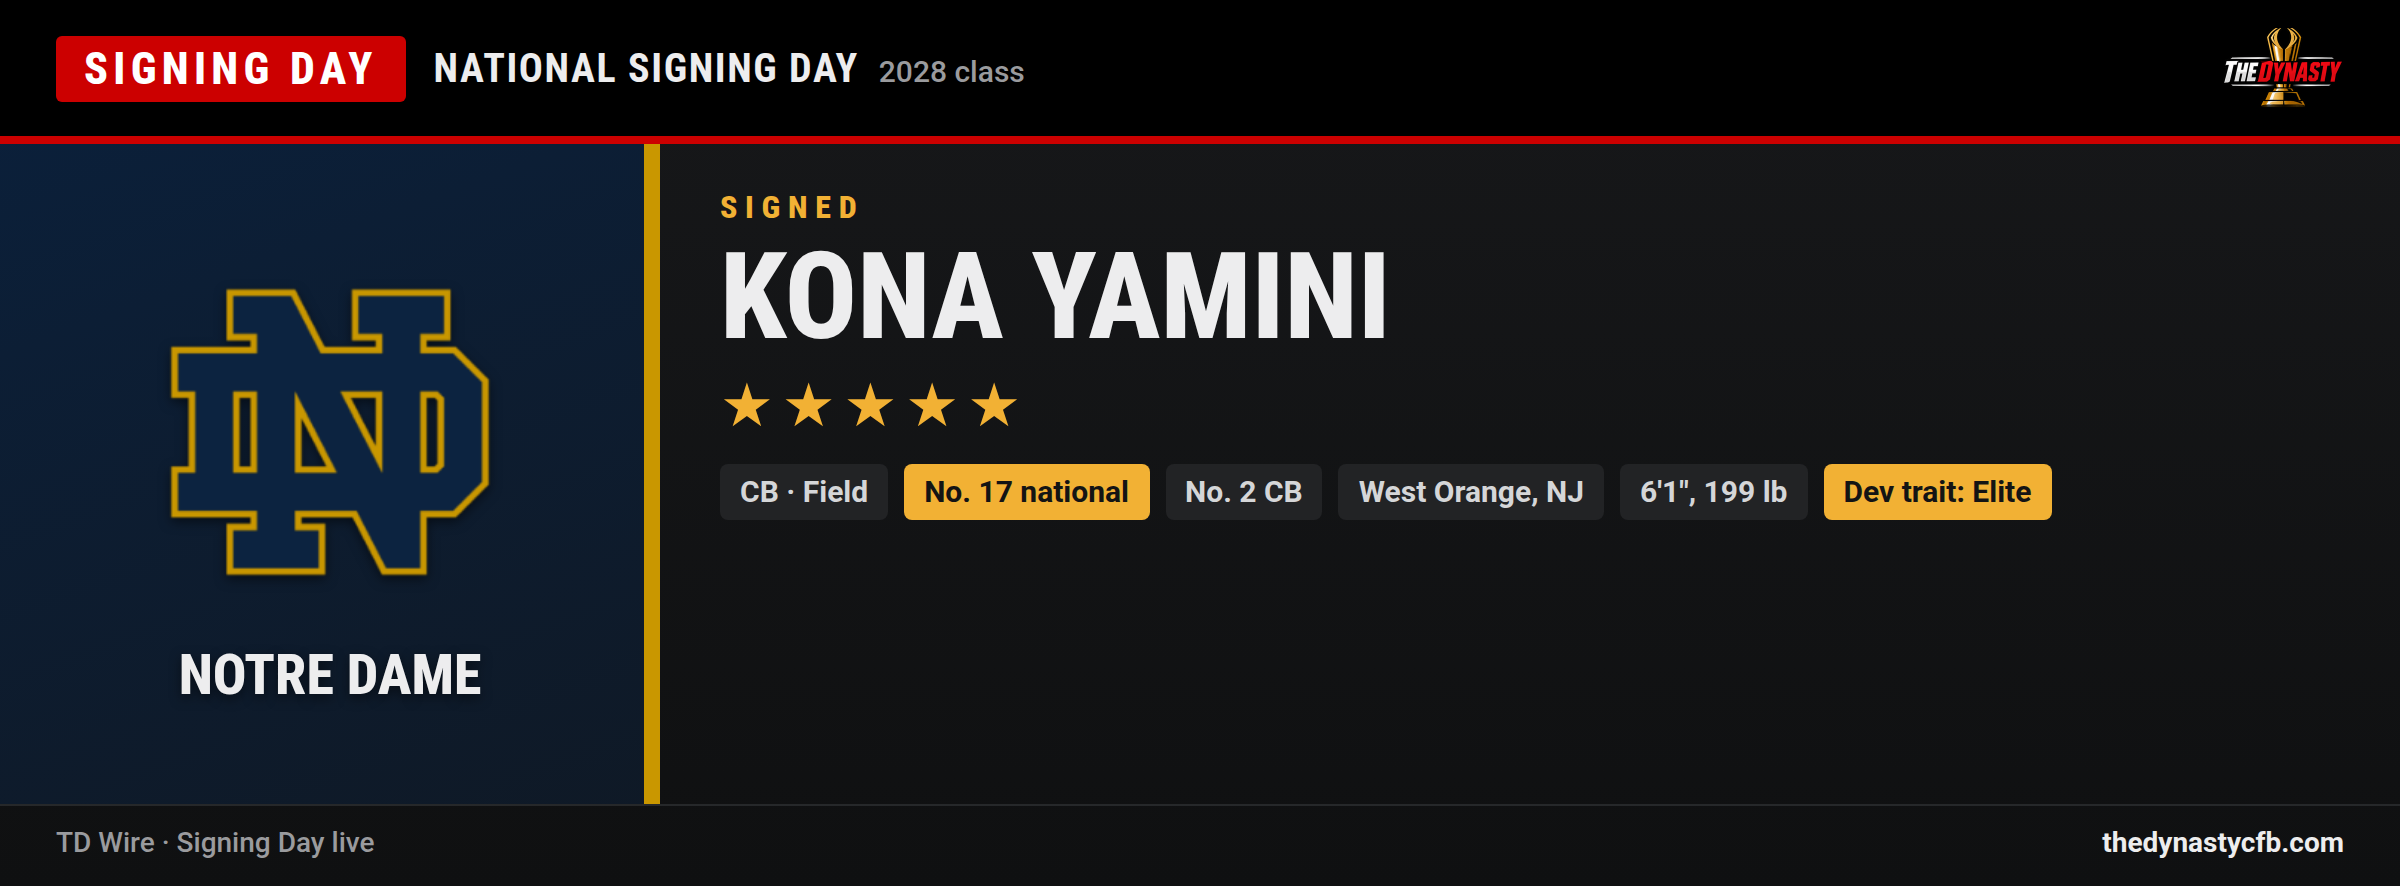 SIGNING DAY NATIONAL SIGNING DAY 2028 class
THE DYNASTY
SIGNED
KONA YAMINI
★★★★★
CB · Field No. 17 national No. 2 CB West Orange, NJ 6'1", 199 lb Dev trait: Elite
ND
NOTRE DAME
TD Wire · Signing Day live
thedynastycfb.com